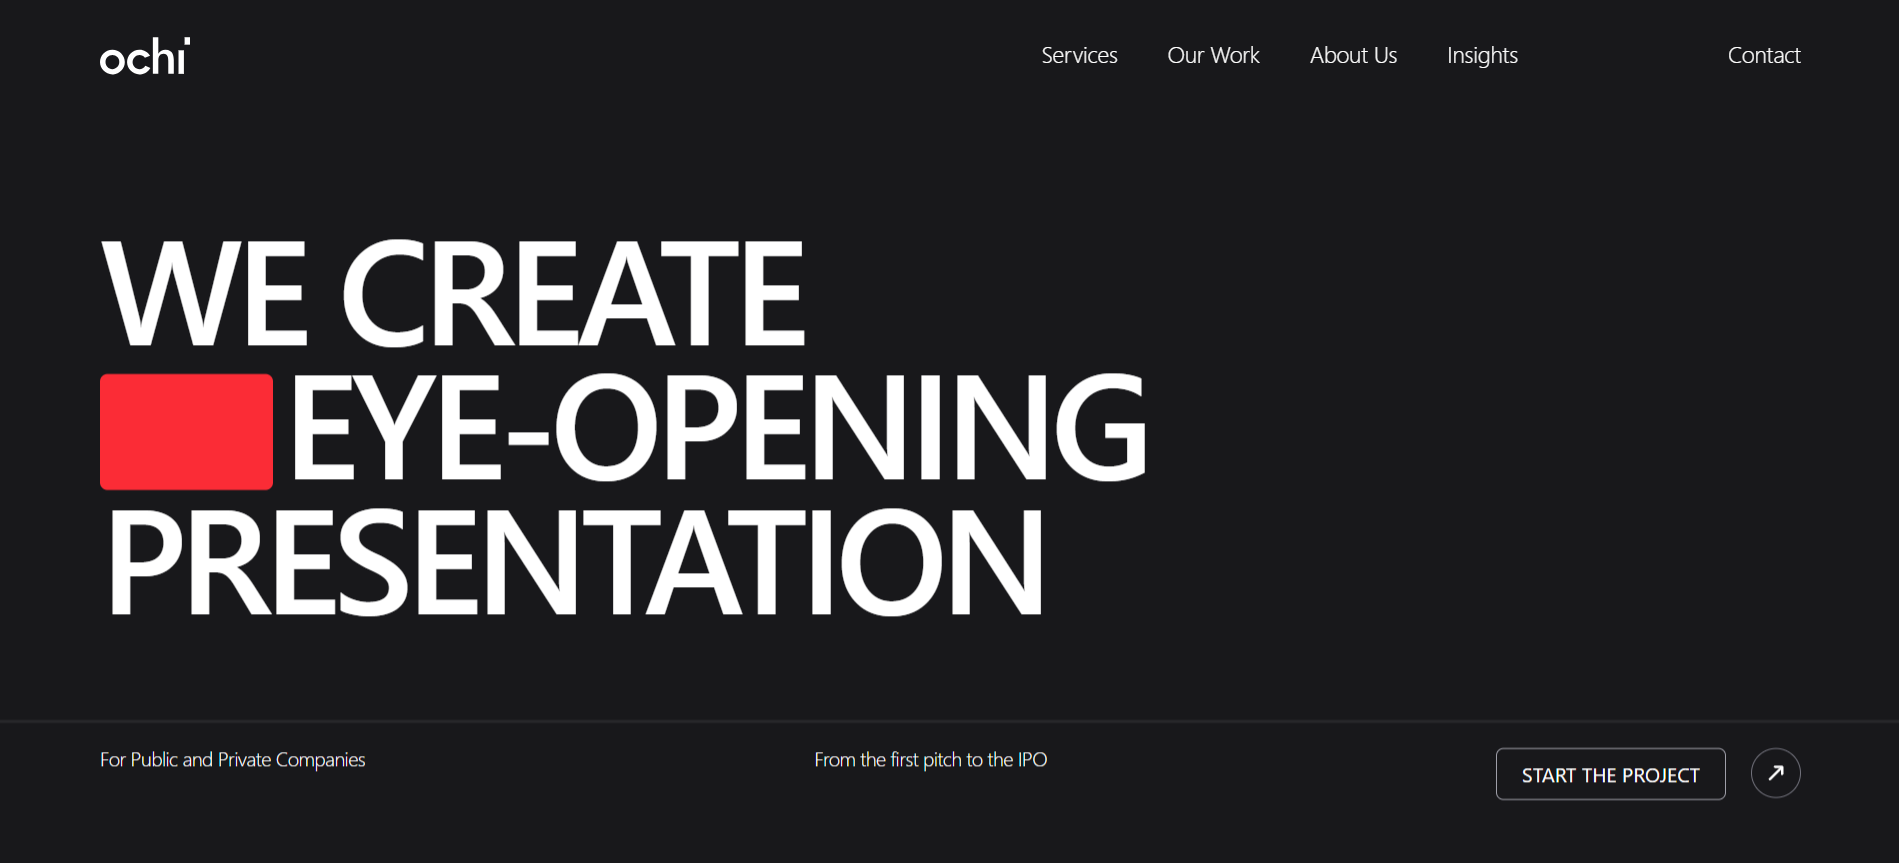 ochi
Services Our Work About Us Insights Contact
WE CREATE
EYE-OPENING
PRESENTATION
For Public and Private Companies
From the first pitch to the IPO
START THE PROJECT